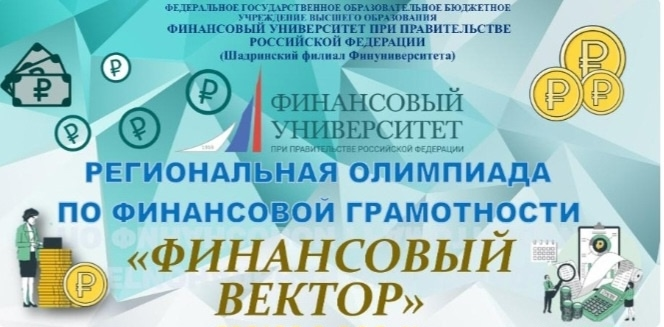 ФЕДЕРАЛЬНОЕ ГОСУДАРСТВЕННОЕ ОБРАЗОВАТЕЛЬНОЕ БЮДЖЕТНОЕ
УЧРЕЖДЕНИЕ ВЫСШЕГО ОБРАЗОВАНИЯ
ФИНАНСОВЫЙ УНИВЕРСИТЕТ ПРИ ПРАВИТЕЛЬСТВЕ
РОССИЙСКОЙ ФЕДЕРАЦИИ
(Шадринский филиал Финуниверситета)
ФИНАНСОВЫЙ
УНИВЕРСИТЕТ
ПРИ ПРАВИТЕЛЬСТВЕ РОССИЙСКОЙ ФЕДЕРАЦИИ
РЕГИОНАЛЬНАЯ ОЛИМПИАДА
ПО ФИНАНСОВОЙ ГРАМОТНОСТИ
«ФИНАНСОВЫЙ
ВЕКТОР»